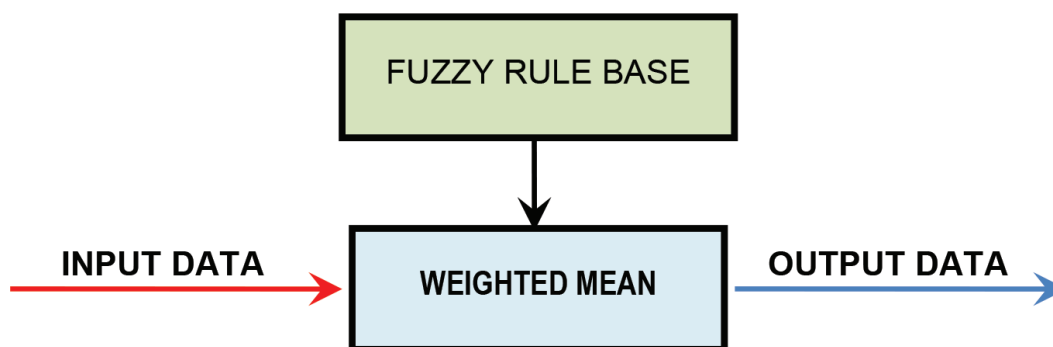 FUZZY RULE BASE
INPUT DATA
WEIGHTED MEAN
OUTPUT DATA